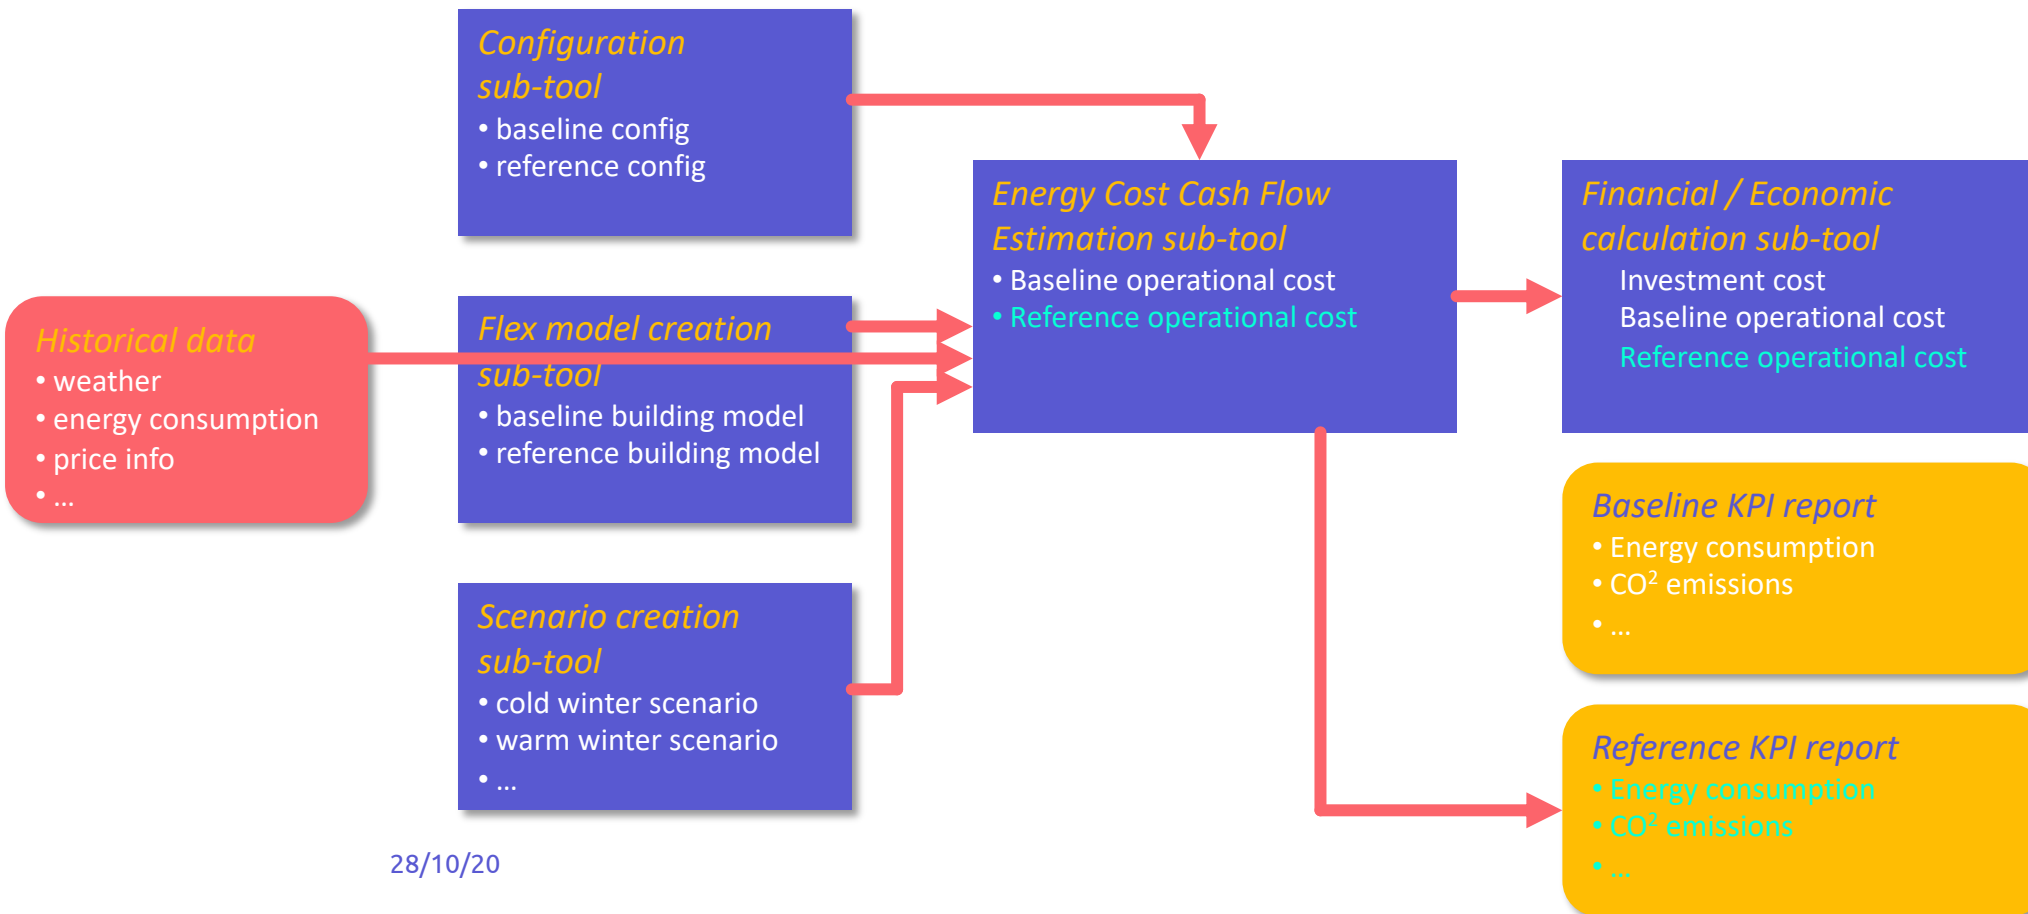 Configuration
sub-tool
• baseline config
• reference config
Energy Cost Cash Flow
Estimation sub-tool
• Baseline operational cost
• Reference operational cost
Financial / Economic
calculation sub-tool
Investment cost
Baseline operational cost
Reference operational cost
Historical data
• weather
• energy consumption
• price info
• ...
Flex model creation
sub-tool
• baseline building model
• reference building model
Scenario creation
sub-tool
• cold winter scenario
• warm winter scenario
• ...
Baseline KPI report
• Energy consumption
• CO² emissions
• ...
Reference KPI report
• Energy consumption
• CO² emissions
• ...
28/10/20